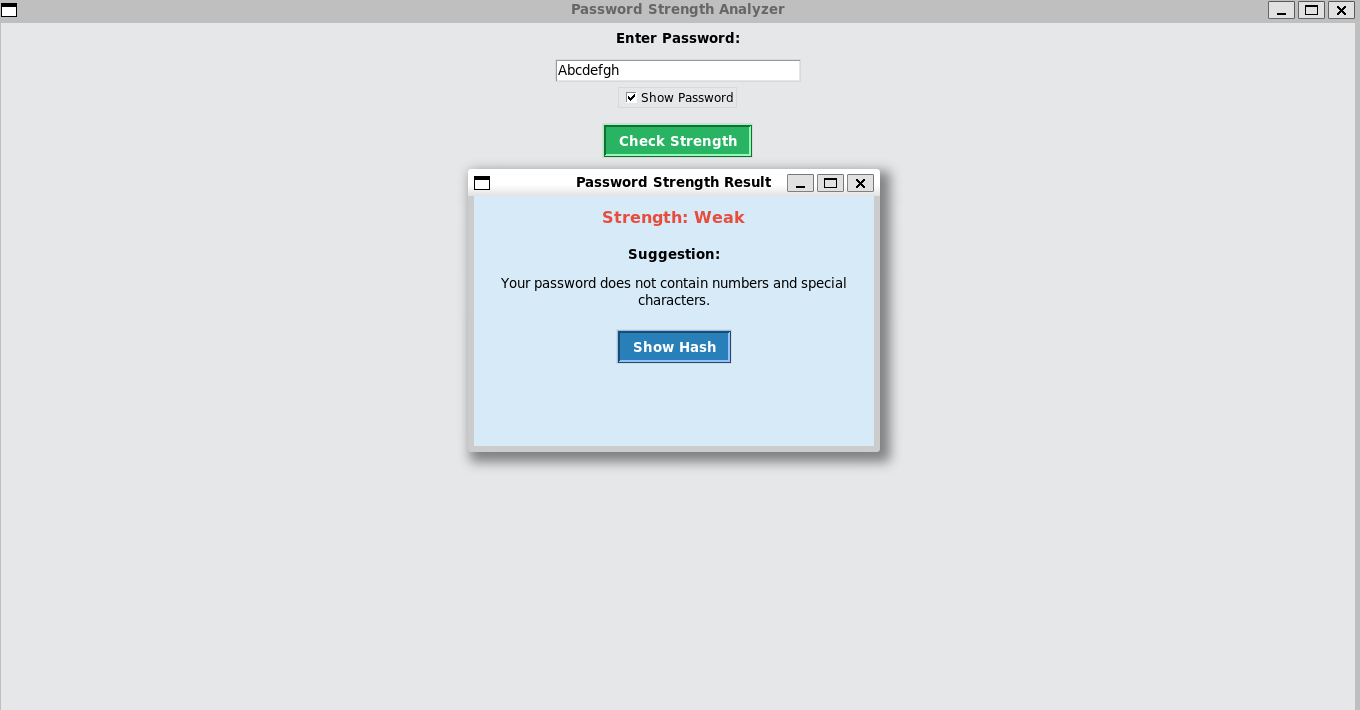 Password Strength Analyzer
Enter Password:
Abcdefgh
Show Password
Check Strength
Password Strength Result
Strength: Weak
Suggestion:
Your password does not contain numbers and special
characters.
Show Hash